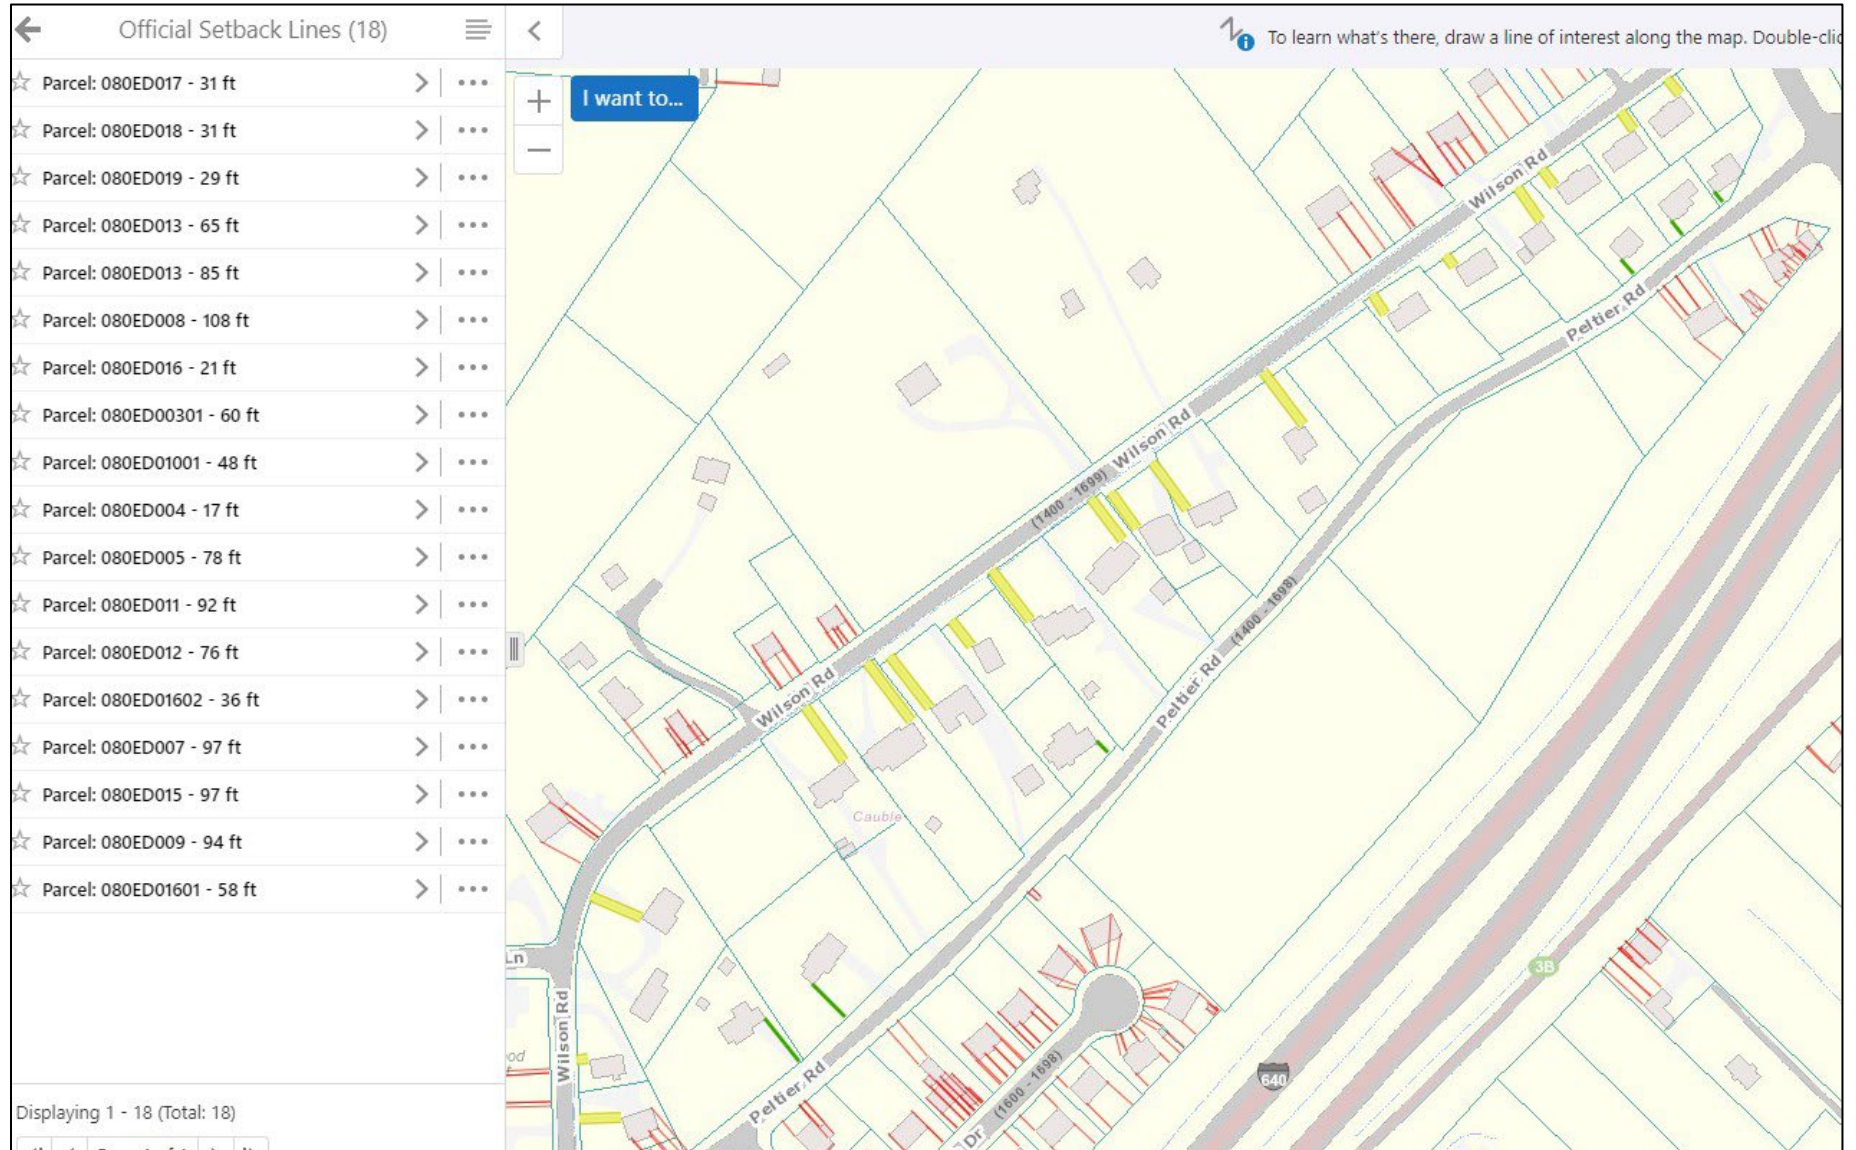 Official Setback Lines (18)
Parcel: 080ED017 - 31 ft
Parcel: 080ED018 - 31 ft
Parcel: 080ED019 - 29 ft
Parcel: 080ED013 - 65 ft
Parcel: 080ED013 - 85 ft
Parcel: 080ED008 - 108 ft
Parcel: 080ED016 - 21 ft
Parcel: 080ED00301 - 60 ft
Parcel: 080ED01001 - 48 ft
Parcel: 080ED004 - 17 ft
Parcel: 080ED005 - 78 ft
Parcel: 080ED011 - 92 ft
Parcel: 080ED012 - 76 ft
Parcel: 080ED01602 - 36 ft
Parcel: 080ED007 - 97 ft
Parcel: 080ED015 - 97 ft
Parcel: 080ED009 - 94 ft
Parcel: 080ED01601 - 58 ft
Displaying 1 - 18 (Total: 18)
To learn what's there, draw a line of interest along the map. Double-clic
I want to...
Wilson Rd
Peltier Rd
Wilson Rd
(1400 - 1699)
(1400 - 1698)
Peltier Rd
Wilson Rd
Cauble
Ln
3B
Wilson Rd
640
Peltier Rd
(1600 - 1698)
Dr